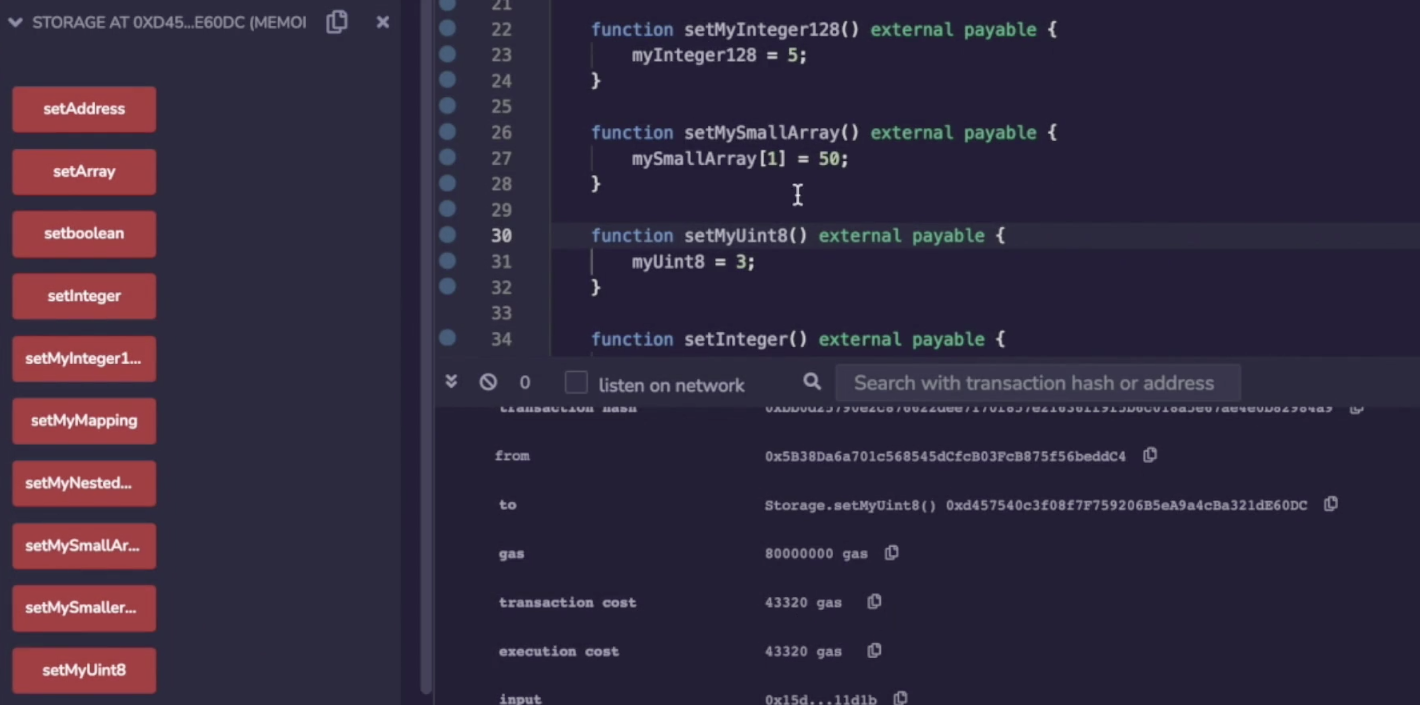 STORAGE AT 0XD45...E60DC (MEMOI
setAddress
setArray
setboolean
setInteger
setMyInteger1...
setMyMapping
setMyNested...
setMySmallAr...
setMySmaller...
setMyUint8
21
22 function setMyInteger128() external payable {
23 myInteger128 = 5;
24 }
25
26 function setMySmallArray() external payable {
27 mySmallArray[1] = 50;
28 }
29
30 function setMyUint8() external payable {
31 myUint8 = 3;
32 }
33
34 function setInteger() external payable {
0 listen on network Search with transaction hash or address
transaction hash
from 0x5B38Da6a701c568545dCfcB03FcB875f56beddC4
to Storage.setMyUint8() 0xd457540c3f08f7F759206B5eA9a4cBa321dE60DC
gas 80000000 gas
transaction cost 43320 gas
execution cost 43320 gas
input 0x15d...11d1b